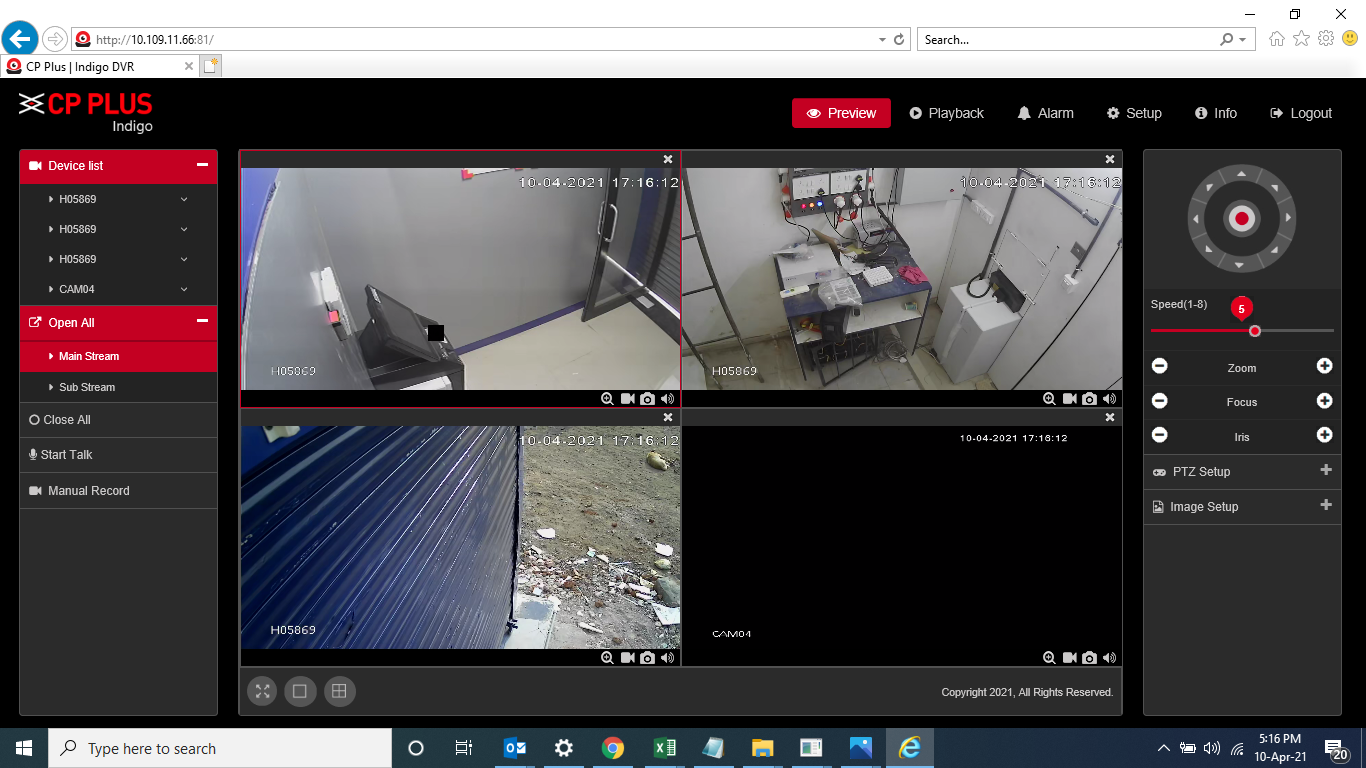 http://10.109.11.66:81/
Search...
CP Plus | Indigo DVR
CP PLUS
Indigo
Preview
Playback
Alarm
Setup
Info
Logout
Device list
H05869
H05869
H05869
CAM04
Open All
Main Stream
Sub Stream
Close All
Start Talk
Manual Record
10-04-2021 17:16:12
H05869
10-04-2021 17:16:12
H05869
10-04-2021 17:16:12
H05869
10-04-2021 17:16:12
CAM04
Copyright 2021, All Rights Reserved.
Speed(1-8)
5
Zoom
Focus
Iris
PTZ Setup
Image Setup
Type here to search
5:16 PM
10-Apr-21
20